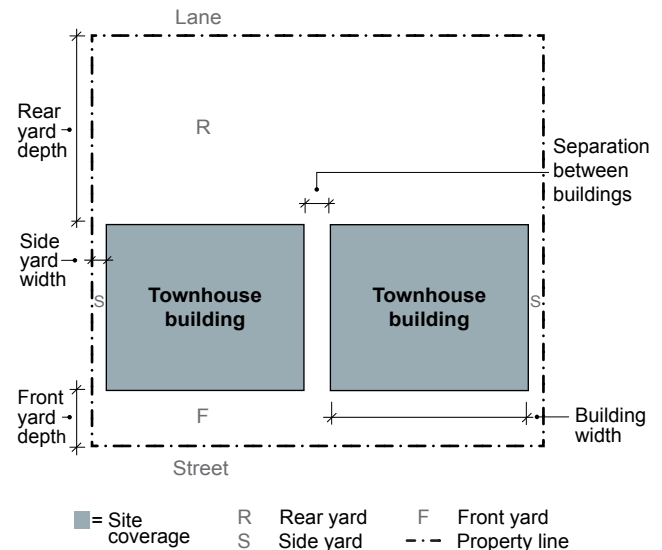 Lane
Rear
yard
depth
R
Separation
between
buildings
Side
yard
width
S
Townhouse
building
Townhouse
building
S
Front
yard
depth
F
Building
width
Street
= Site
coverage
R Rear yard
F Front yard
S Side yard
Property line